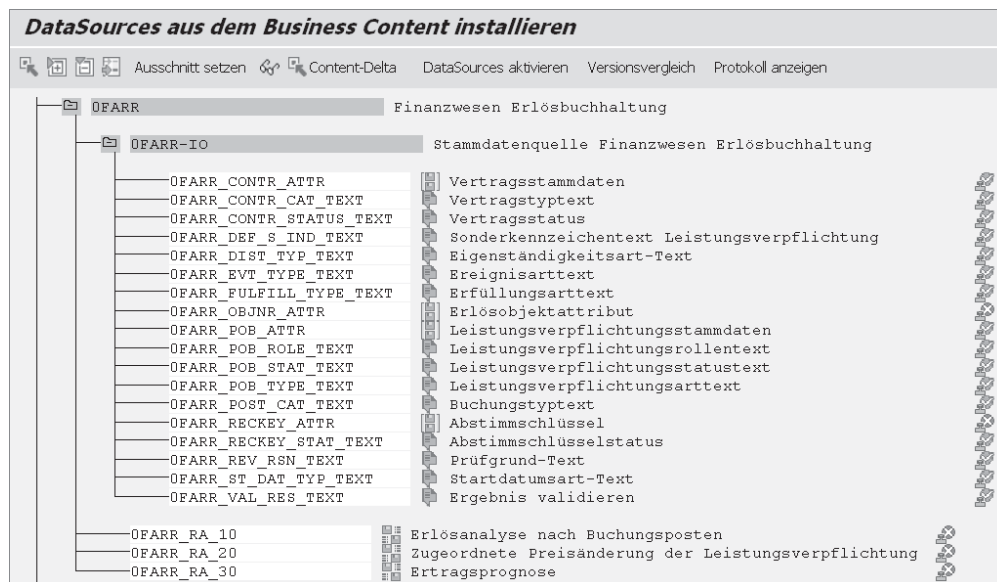 DataSources aus dem Business Content installieren
Ausschnitt setzen Content-Delta DataSources aktivieren Versionsvergleich Protokoll anzeigen
0FARR Finanzwesen Erlösbuchhaltung
0FARR-IO Stammdatenquelle Finanzwesen Erlösbuchhaltung
0FARR_CONTR_ATTR Vertragsstammdaten
0FARR_CONTR_CAT_TEXT Vertragstyptext
0FARR_CONTR_STATUS_TEXT Vertragsstatus
0FARR_DEF_S_IND_TEXT Sonderkennzeichentext Leistungsverpflichtung
0FARR_DIST_TYP_TEXT Eigenständigkeitsart-Text
0FARR_EVT_TYPE_TEXT Ereignisarttext
0FARR_FULFILL_TYPE_TEXT Erfüllungsarttext
0FARR_OBJNR_ATTR Erlösobjektattribut
0FARR_POB_ATTR Leistungsverpflichtungsstammdaten
0FARR_POB_ROLE_TEXT Leistungsverpflichtungsrollentext
0FARR_POB_STAT_TEXT Leistungsverpflichtungsstatustext
0FARR_POB_TYPE_TEXT Leistungsverpflichtungsarttext
0FARR_POST_CAT_TEXT Buchungstyptext
0FARR_RECKEY_ATTR Abstimmschlüssel
0FARR_RECKEY_STAT_TEXT Abstimmschlüsselstatus
0FARR_REV_RSN_TEXT Prüfgrund-Text
0FARR_ST_DAT_TYP_TEXT Startdatumsart-Text
0FARR_VAL_RES_TEXT Ergebnis validieren
0FARR_RA_10 Erlösanalyse nach Buchungsposten
0FARR_RA_20 Zugeordnete Preisänderung der Leistungsverpflichtung
0FARR_RA_30 Ertragsprognose